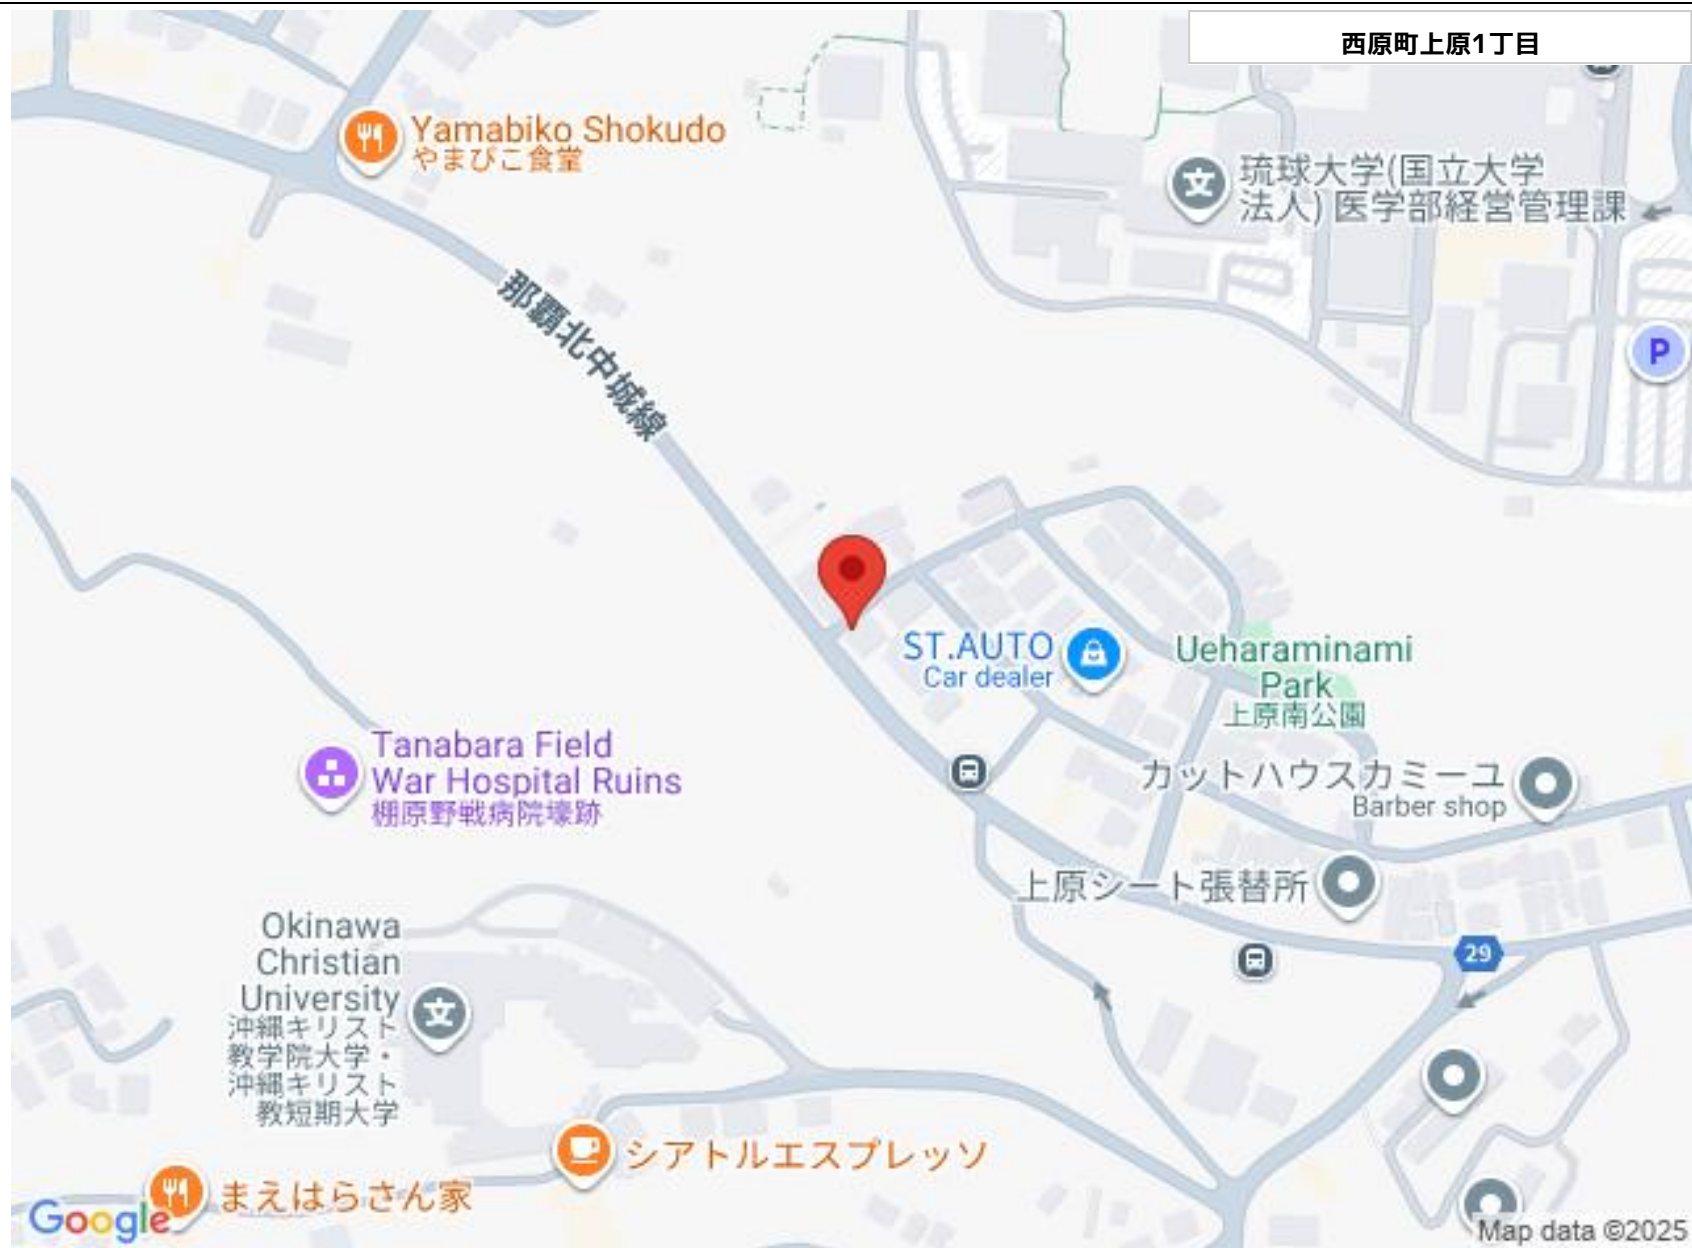 西原町上原1丁目
Yamabiko Shokudo
やまびこ食堂
琉球大学(国立大学
法人) 医学部経営管理課
那覇北中城線
P
ST.AUTO
Car dealer
Ueharaminami
Park
上原南公園
Tanabara Field
War Hospital Ruins
棚原野戦病院壕跡
カットハウスカミーユ
Barber shop
上原シート張替所
29
Okinawa
Christian
University
沖縄キリスト
教学院大学・
沖縄キリスト
教短期大学
シアトルエスプレッソ
まえはらさん家
Google
Map data ©2025